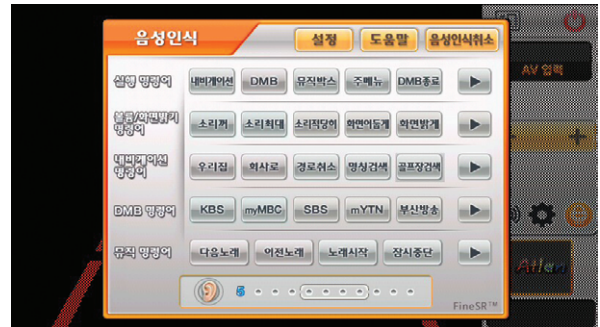 음성인식 설정 도움말 음성인식취소
AV 입력
실행 명령어 내비게이션 DMB 뮤직박스 주메뉴 DMB종료
볼륨/화면밝기 명령어 소리꺼 소리최대 소리적당히 화면어둡게 화면밝게
내비게이션 명령어 우리집 회사로 경로취소 명칭검색 골프장검색
DMB 명령어 KBS myMBC SBS mYTN 부산방송
뮤직 명령어 다음노래 이전노래 노래시작 잠시중단
Atlan
5
FineSR™